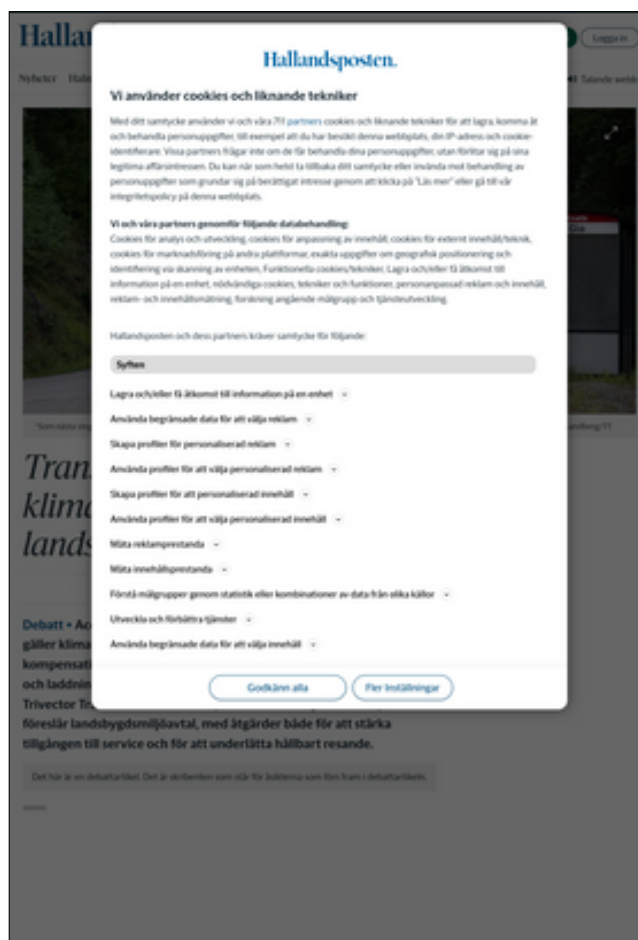 Hallan
Logga in
Hallandsposten.
Nyheter
Talande webb
Vi använder cookies och liknande tekniker
Med ditt samtycke använder vi och våra 711 partners cookies och liknande tekniker för att lagra, komma åt
och behandla personuppgifter, till exempel att du har besökt denna webbplats, din IP-adress och cookie-
identifierare. Vissa partners frågar inte om de får behandla dina personuppgifter, utan förlitar sig på sina
legitima affärsintressen. Du kan när som helst ta tillbaka ditt samtycke eller invända mot behandling av
personuppgifter som grundar sig på berättigat intresse genom att klicka på "Läs mer" eller gå till vår
integritetspolicy på denna webbplats.
Vi och våra partners genomför följande databehandling:
Cookies för analys och utveckling, cookies för anpassning av innehåll, cookies för externt innehåll/teknik,
cookies för marknadsföring på andra plattformar, exakta uppgifter om geografisk positionering och
identifiering via skanning av enheten, Funktionella cookies/tekniker, Lagra och/eller få åtkomst till
information på en enhet, nödvändiga cookies, tekniker och funktioner, personanpassad reklam och innehåll,
reklam- och innehållsmätning, forskning angående målgrupp och tjänsteutveckling.
Hallandsposten och dess partners kräver samtycke för följande:
Syften
Lagra och/eller få åtkomst till information på en enhet
Använda begränsade data för att välja reklam
Skapa profiler för personaliserad reklam
Använda profiler för att välja personaliserad reklam
Skapa profiler för att personaliserad innehåll
Använda profiler för att välja personaliserad innehåll
Mäta reklamprestanda
Mäta innehållsprestanda
Förstå målgrupper genom statistik eller kombinationer av data från olika källor
Utveckla och förbättra tjänster
Använda begränsade data för att välja innehåll
Godkänn alla
Fler Inställningar
Tran
klima
lands
Debatt • Acc
gäller klima
kompensati
och laddnin
Trivector Tr
föreslår landsbygdsmiljöavtal, med åtgärder både för att stärka
tillgången till service och för att underlätta hållbart resande.
Det här är en debattartikel. Det är skribenten som står för åsikterna som förs fram i debattartikeln.